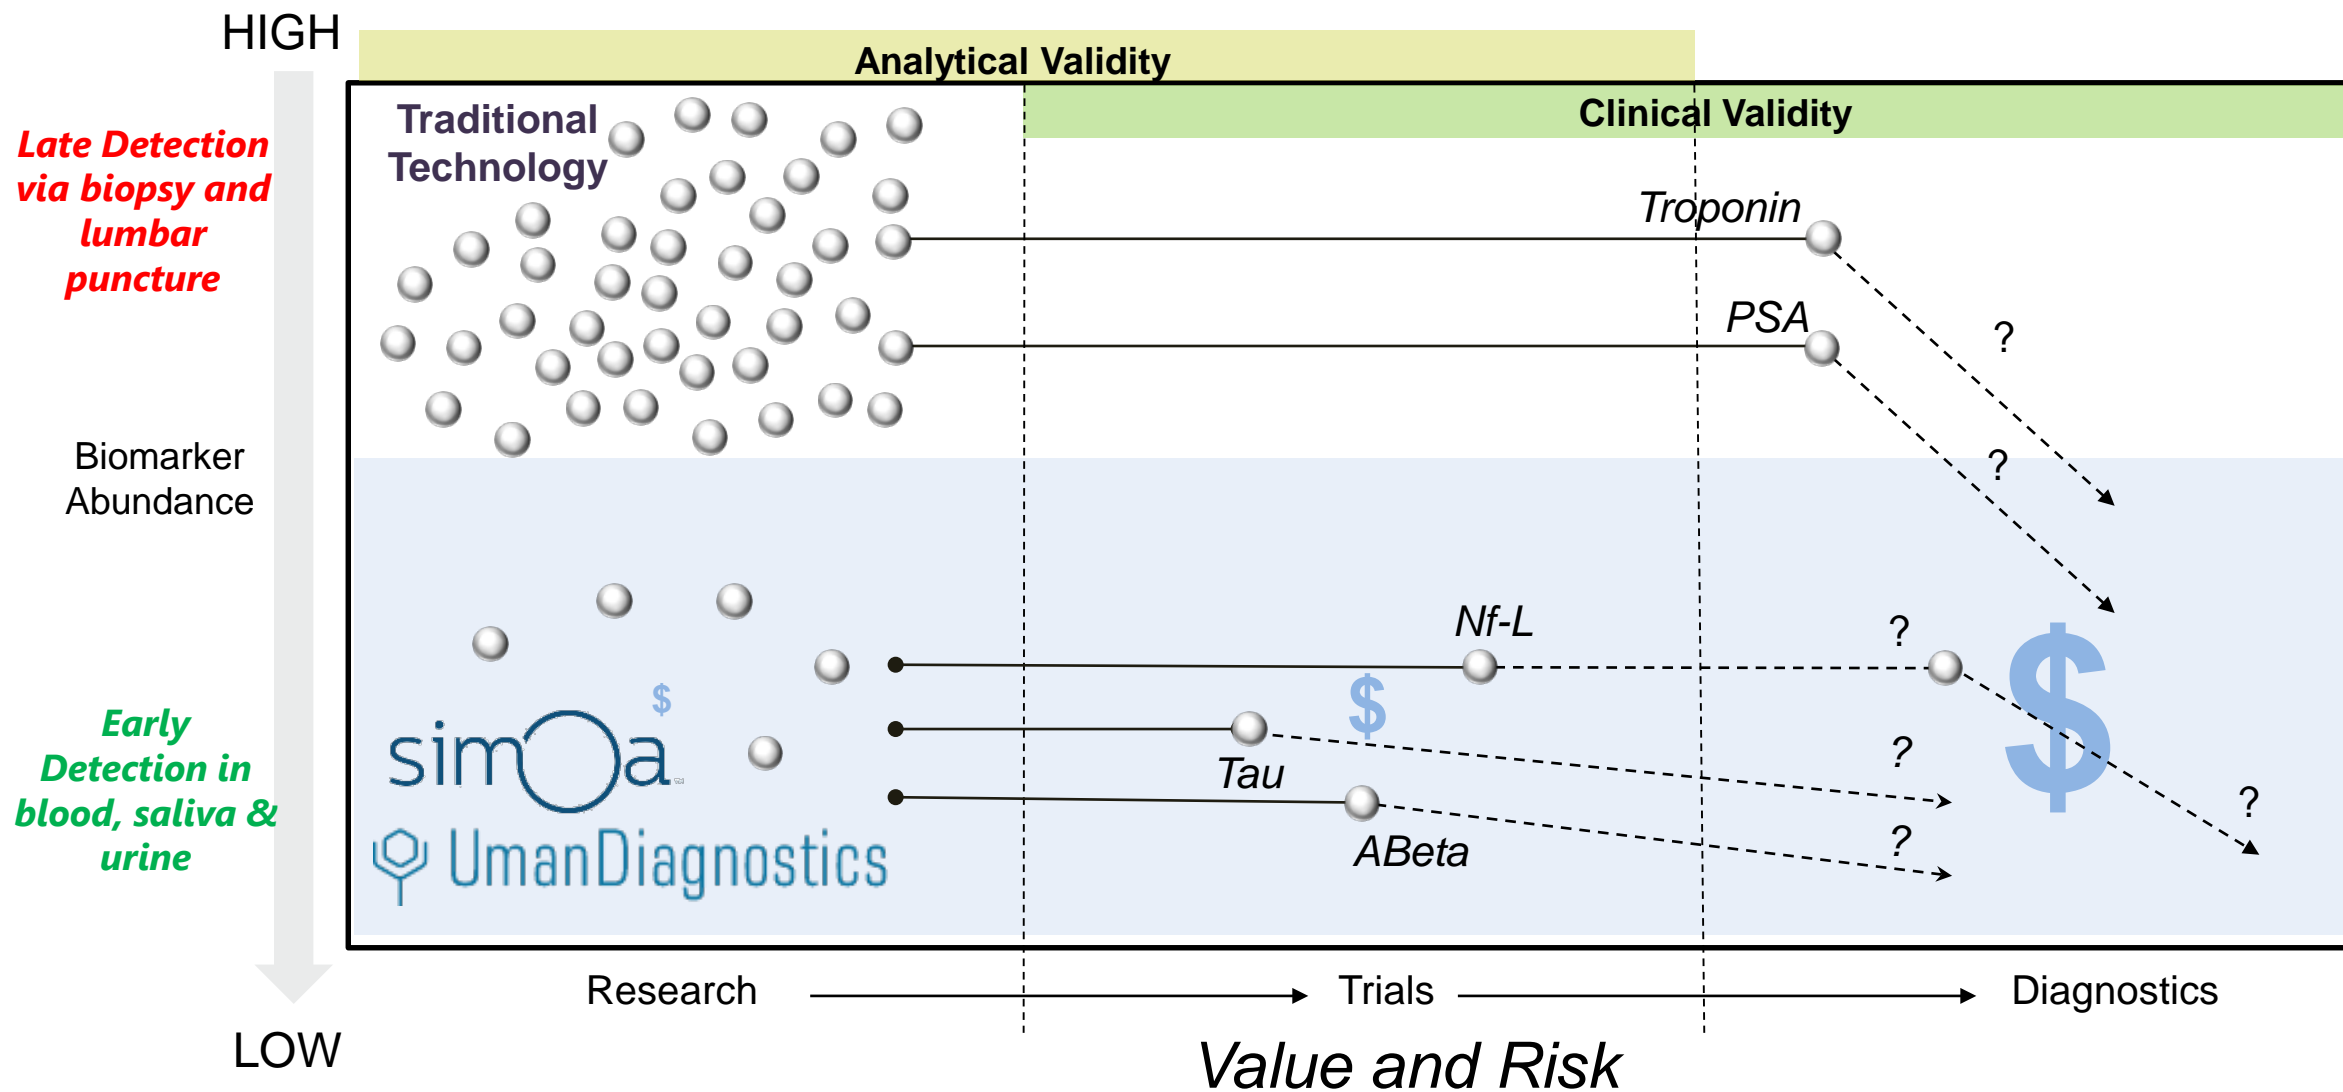 HIGH
Analytical Validity
Clinical Validity
Traditional
Technology
Late Detection
via biopsy and
lumbar
puncture
Troponin
PSA
?
?
Biomarker
Abundance
Nf-L
?
$
$
$
simOa
Tau
?
?
ABeta
?
Early
Detection in
blood, saliva &
urine
UmanDiagnostics
Research
Trials
Diagnostics
LOW
Value and Risk